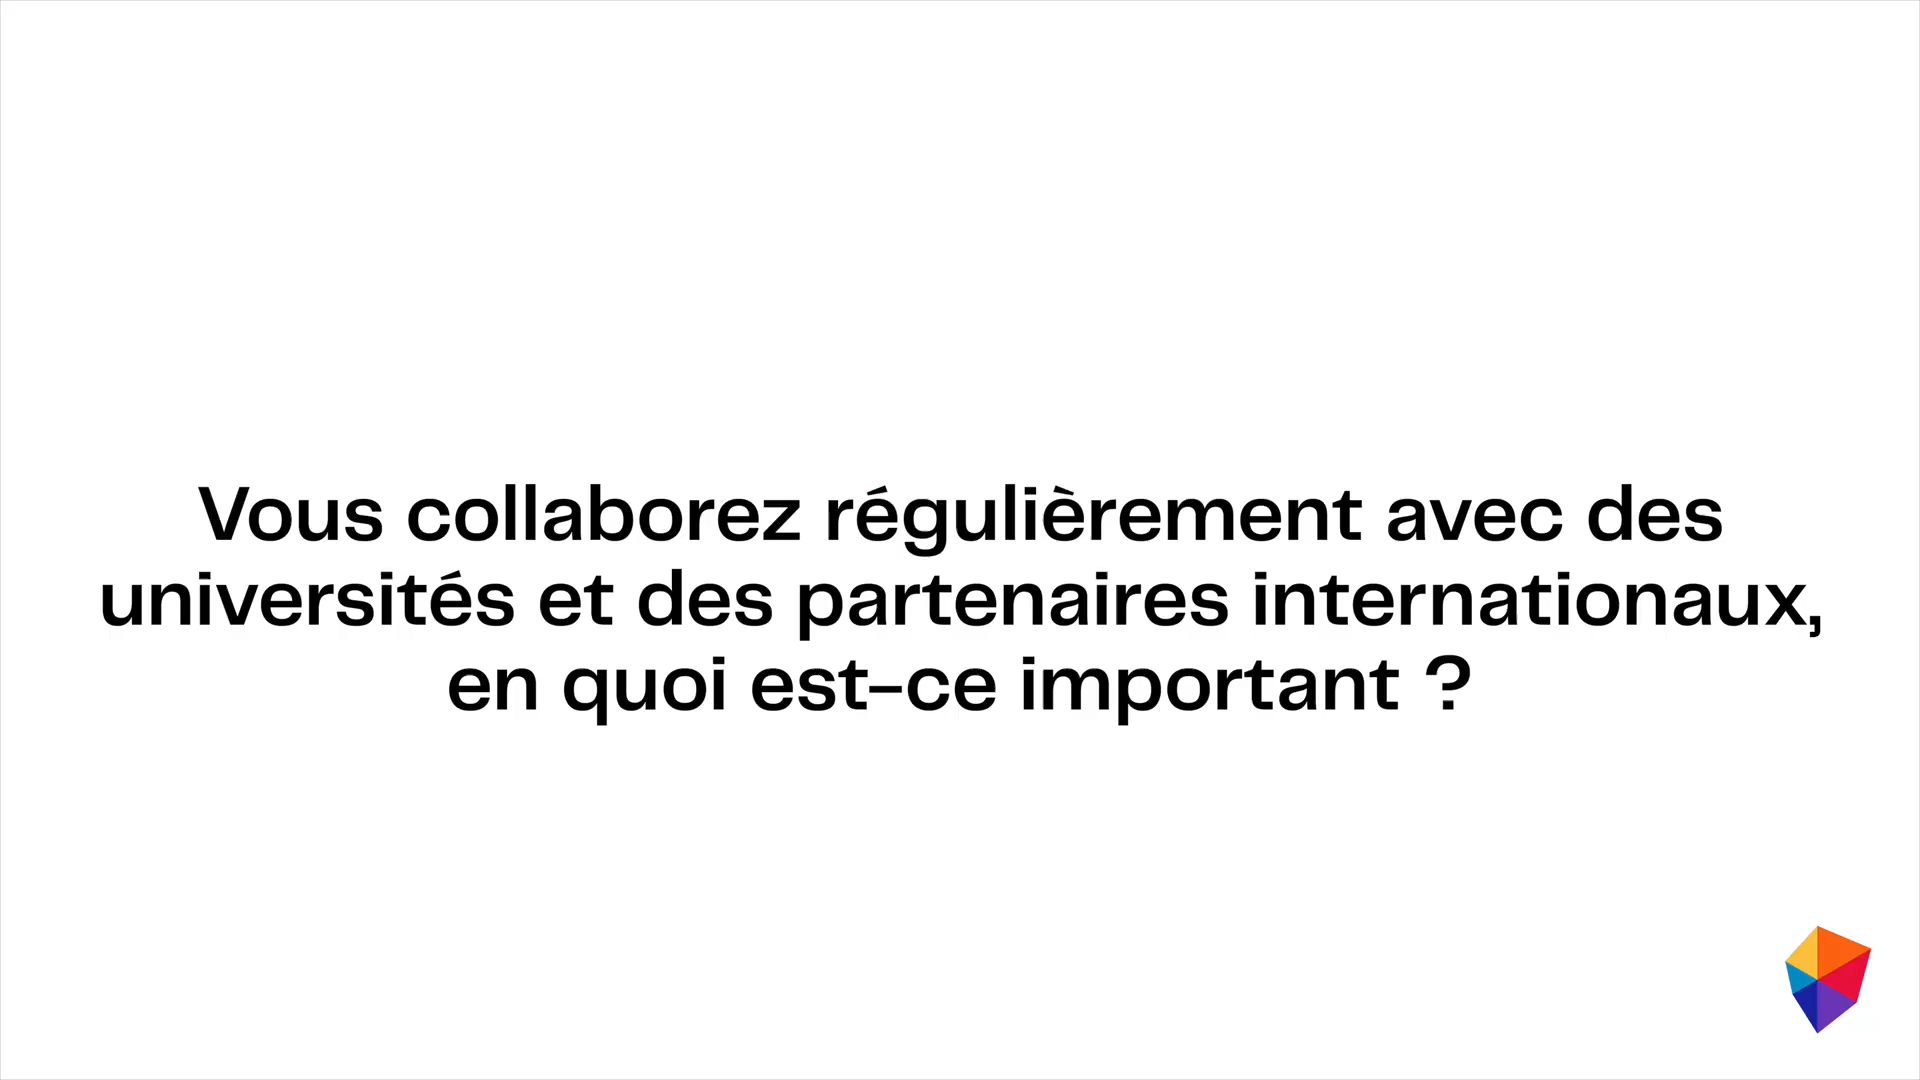 Vous collaborez régulièrement avec des
universités et des partenaires internationaux,
en quoi est-ce important ?